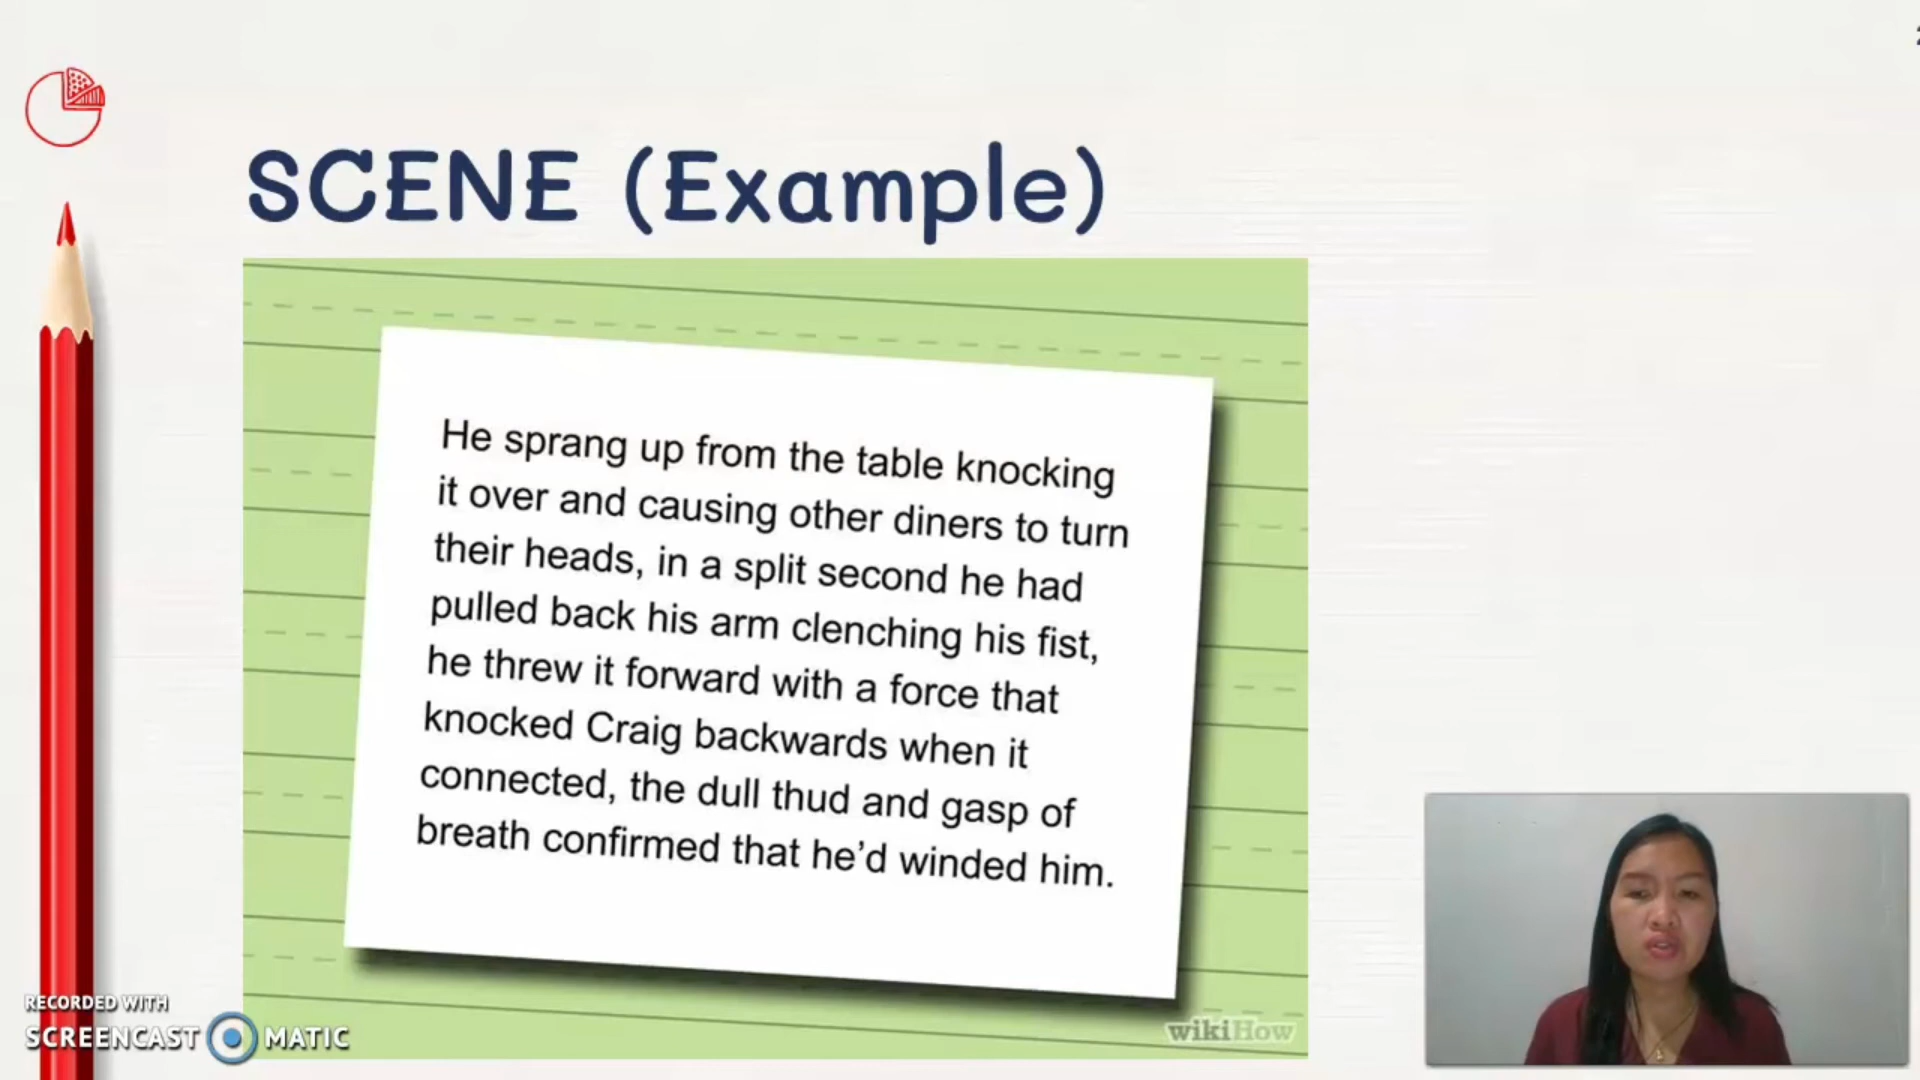 SCENE (Example)
He sprang up from the table knocking
it over and causing other diners to turn
their heads, in a split second he had
pulled back his arm clenching his fist,
he threw it forward with a force that
knocked Craig backwards when it
connected, the dull thud and gasp of
breath confirmed that he'd winded him.
wikiHow
RECORDED WITH
SCREENCAST MATIC